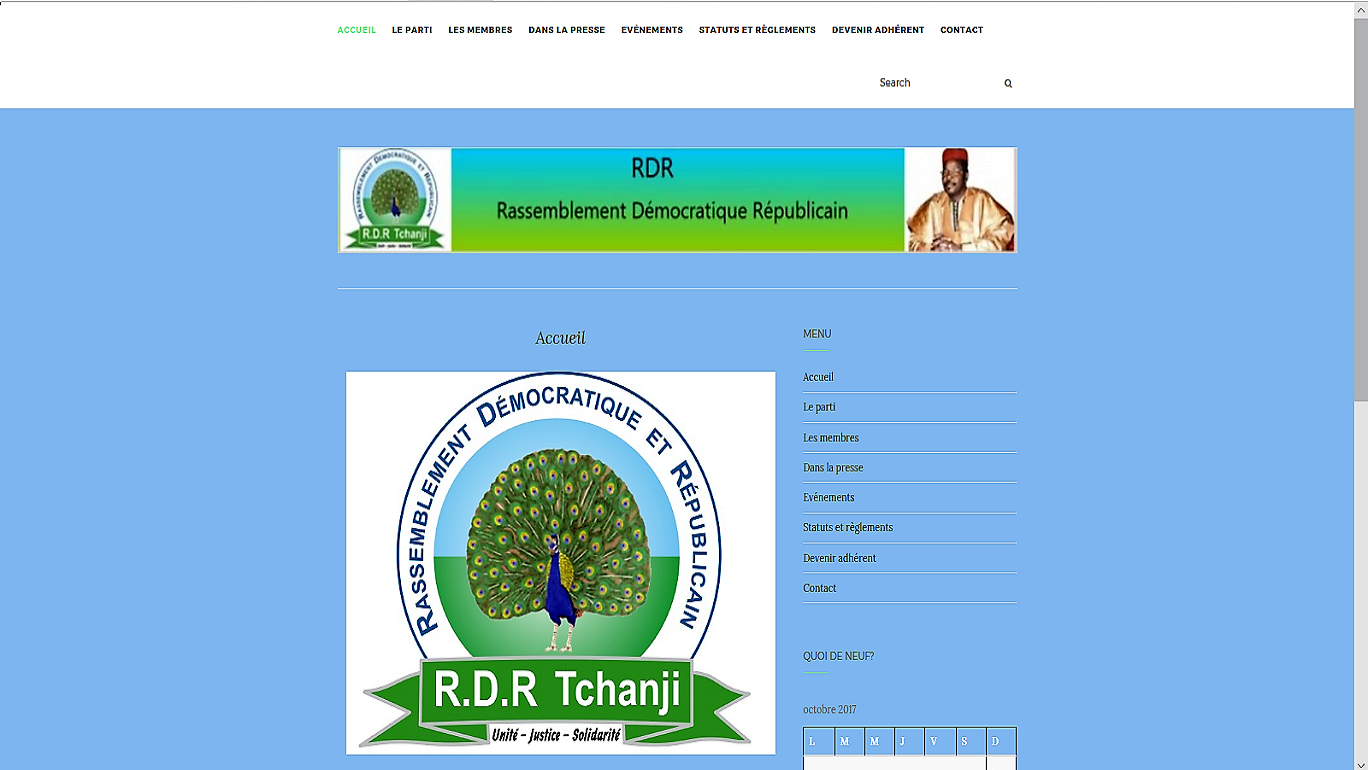 ACCUEIL LE PARTI LES MEMBRES DANS LA PRESSE EVÉNEMENTS STATUTS ET RÈGLEMENTS DEVENIR ADHÉRENT CONTACT
Search
RASSEMBLEMENT DÉMOCRATIQUE ET RÉPUBLICAIN
R.D.R Tchanji
RDR
Rassemblement Démocratique Républicain
Accueil
RASSEMBLEMENT DÉMOCRATIQUE ET RÉPUBLICAIN
R.D.R Tchanji
Unité - Justice - Solidarité
MENU
Accueil
Le parti
Les membres
Dans la presse
Evénements
Statuts et règlements
Devenir adhérent
Contact
QUOI DE NEUF?
octobre 2017
L M M J V S D